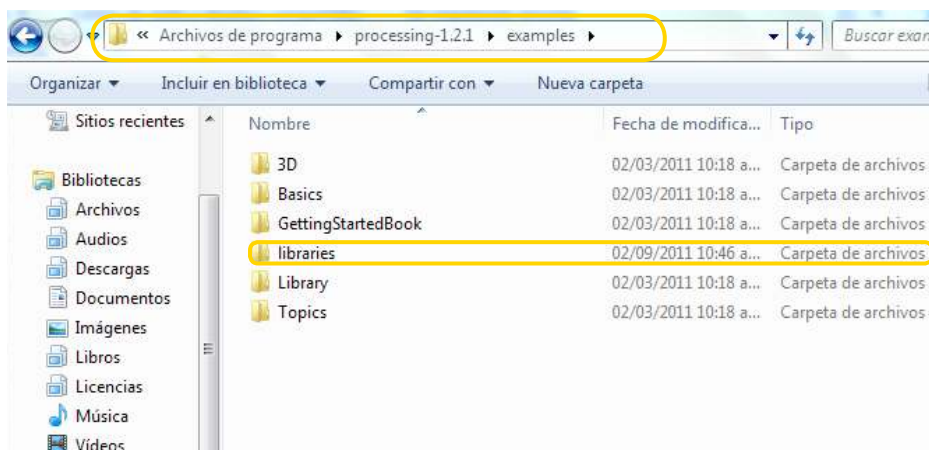 « Archivos de programa processing-1.2.1 examples Buscar exan
Organizar Incluir en biblioteca Compartir con Nueva carpeta
Sitios recientes
Bibliotecas
Archivos
Audios
Descargas
Documentos
Imágenes
Libros
Licencias
Música
Vídeos
Nombre Fecha de modifica... Tipo
3D 02/03/2011 10:18 a... Carpeta de archivos
Basics 02/03/2011 10:18 a... Carpeta de archivos
GettingStartedBook 02/03/2011 10:18 a... Carpeta de archivos
libraries 02/09/2011 10:46 a... Carpeta de archivos
Library 02/03/2011 10:18 a... Carpeta de archivos
Topics 02/03/2011 10:18 a... Carpeta de archivos